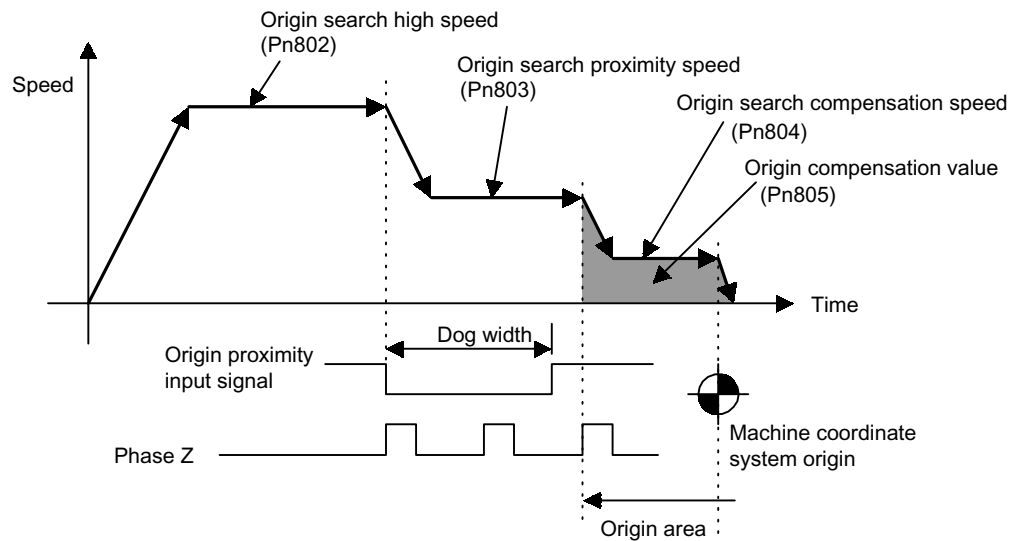 Origin search high speed
(Pn802)
Speed
Origin search proximity speed
(Pn803)
Origin search compensation speed
(Pn804)
Origin compensation value
(Pn805)
Time
Dog width
Origin proximity
input signal
Phase Z
Machine coordinate
system origin
Origin area